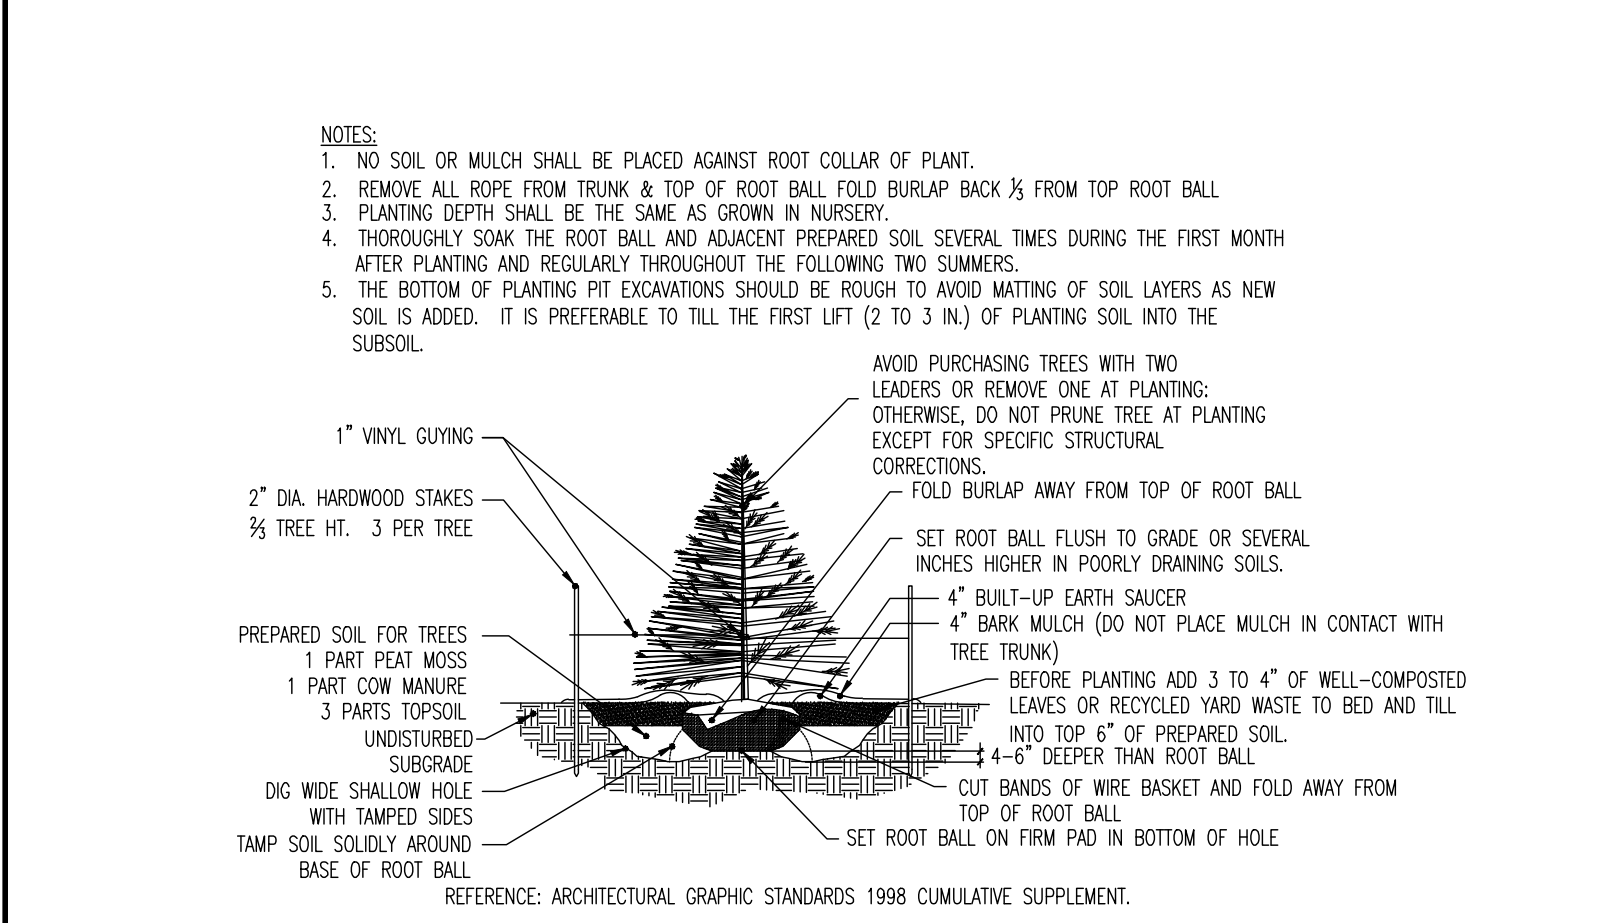 NOTES:
1. NO SOIL OR MULCH SHALL BE PLACED AGAINST ROOT COLLAR OF PLANT.
2. REMOVE ALL ROPE FROM TRUNK & TOP OF ROOT BALL FOLD BURLAP BACK ⅓ FROM TOP ROOT BALL
3. PLANTING DEPTH SHALL BE THE SAME AS GROWN IN NURSERY.
4. THOROUGHLY SOAK THE ROOT BALL AND ADJACENT PREPARED SOIL SEVERAL TIMES DURING THE FIRST MONTH
AFTER PLANTING AND REGULARLY THROUGHOUT THE FOLLOWING TWO SUMMERS.
5. THE BOTTOM OF PLANTING PIT EXCAVATIONS SHOULD BE ROUGH TO AVOID MATTING OF SOIL LAYERS AS NEW
SOIL IS ADDED. IT IS PREFERABLE TO TILL THE FIRST LIFT (2 TO 3 IN.) OF PLANTING SOIL INTO THE
SUBSOIL.
AVOID PURCHASING TREES WITH TWO
LEADERS OR REMOVE ONE AT PLANTING:
OTHERWISE, DO NOT PRUNE TREE AT PLANTING
EXCEPT FOR SPECIFIC STRUCTURAL
CORRECTIONS.
1" VINYL GUYING
2" DIA. HARDWOOD STAKES
⅔ TREE HT. 3 PER TREE
FOLD BURLAP AWAY FROM TOP OF ROOT BALL
SET ROOT BALL FLUSH TO GRADE OR SEVERAL
INCHES HIGHER IN POORLY DRAINING SOILS.
4" BUILT-UP EARTH SAUCER
4" BARK MULCH (DO NOT PLACE MULCH IN CONTACT WITH
TREE TRUNK)
PREPARED SOIL FOR TREES
1 PART PEAT MOSS
1 PART COW MANURE
3 PARTS TOPSOIL
BEFORE PLANTING ADD 3 TO 4" OF WELL-COMPOSTED
LEAVES OR RECYCLED YARD WASTE TO BED AND TILL
INTO TOP 6" OF PREPARED SOIL.
UNDISTURBED
SUBGRADE
4-6" DEEPER THAN ROOT BALL
DIG WIDE SHALLOW HOLE
WITH TAMPED SIDES
CUT BANDS OF WIRE BASKET AND FOLD AWAY FROM
TOP OF ROOT BALL
TAMP SOIL SOLIDLY AROUND
BASE OF ROOT BALL
SET ROOT BALL ON FIRM PAD IN BOTTOM OF HOLE
REFERENCE: ARCHITECTURAL GRAPHIC STANDARDS 1998 CUMULATIVE SUPPLEMENT.